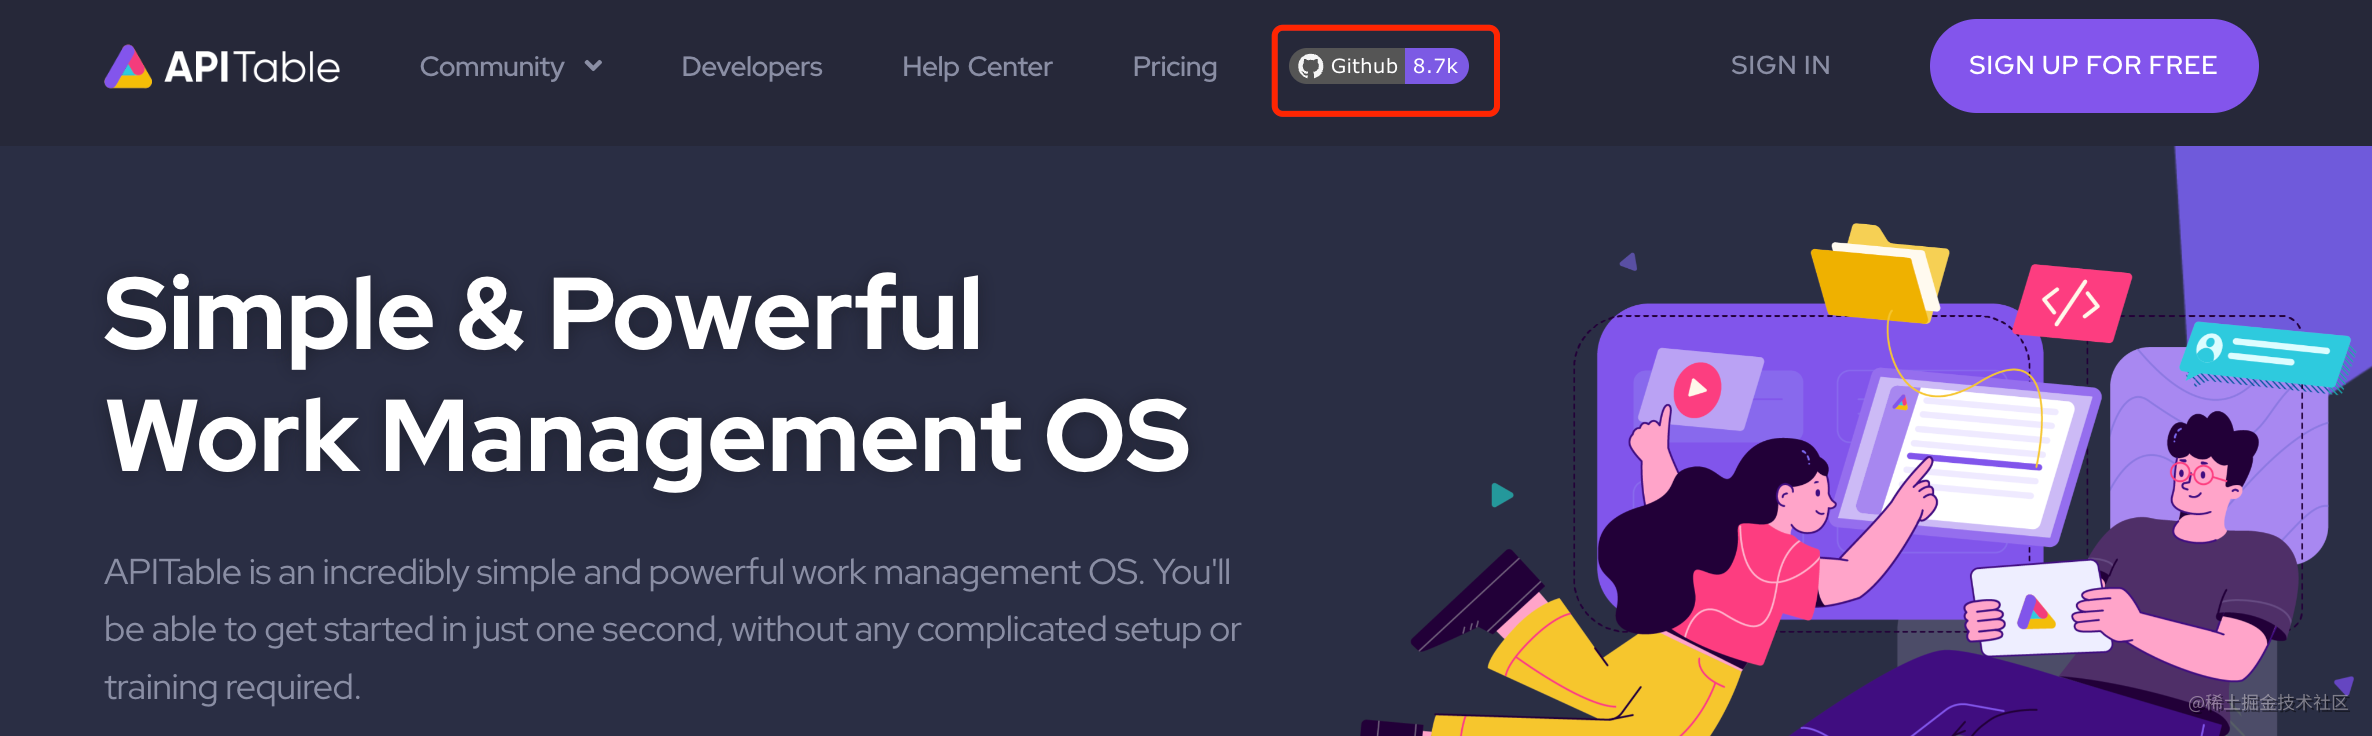 APITable
Community
Developers
Help Center
Pricing
Github 8.7k
SIGN IN
SIGN UP FOR FREE
Simple & Powerful
Work Management OS
APITable is an incredibly simple and powerful work management OS. You'll
be able to get started in just one second, without any complicated setup or
training required.
</>
@稀土掘金技术社区